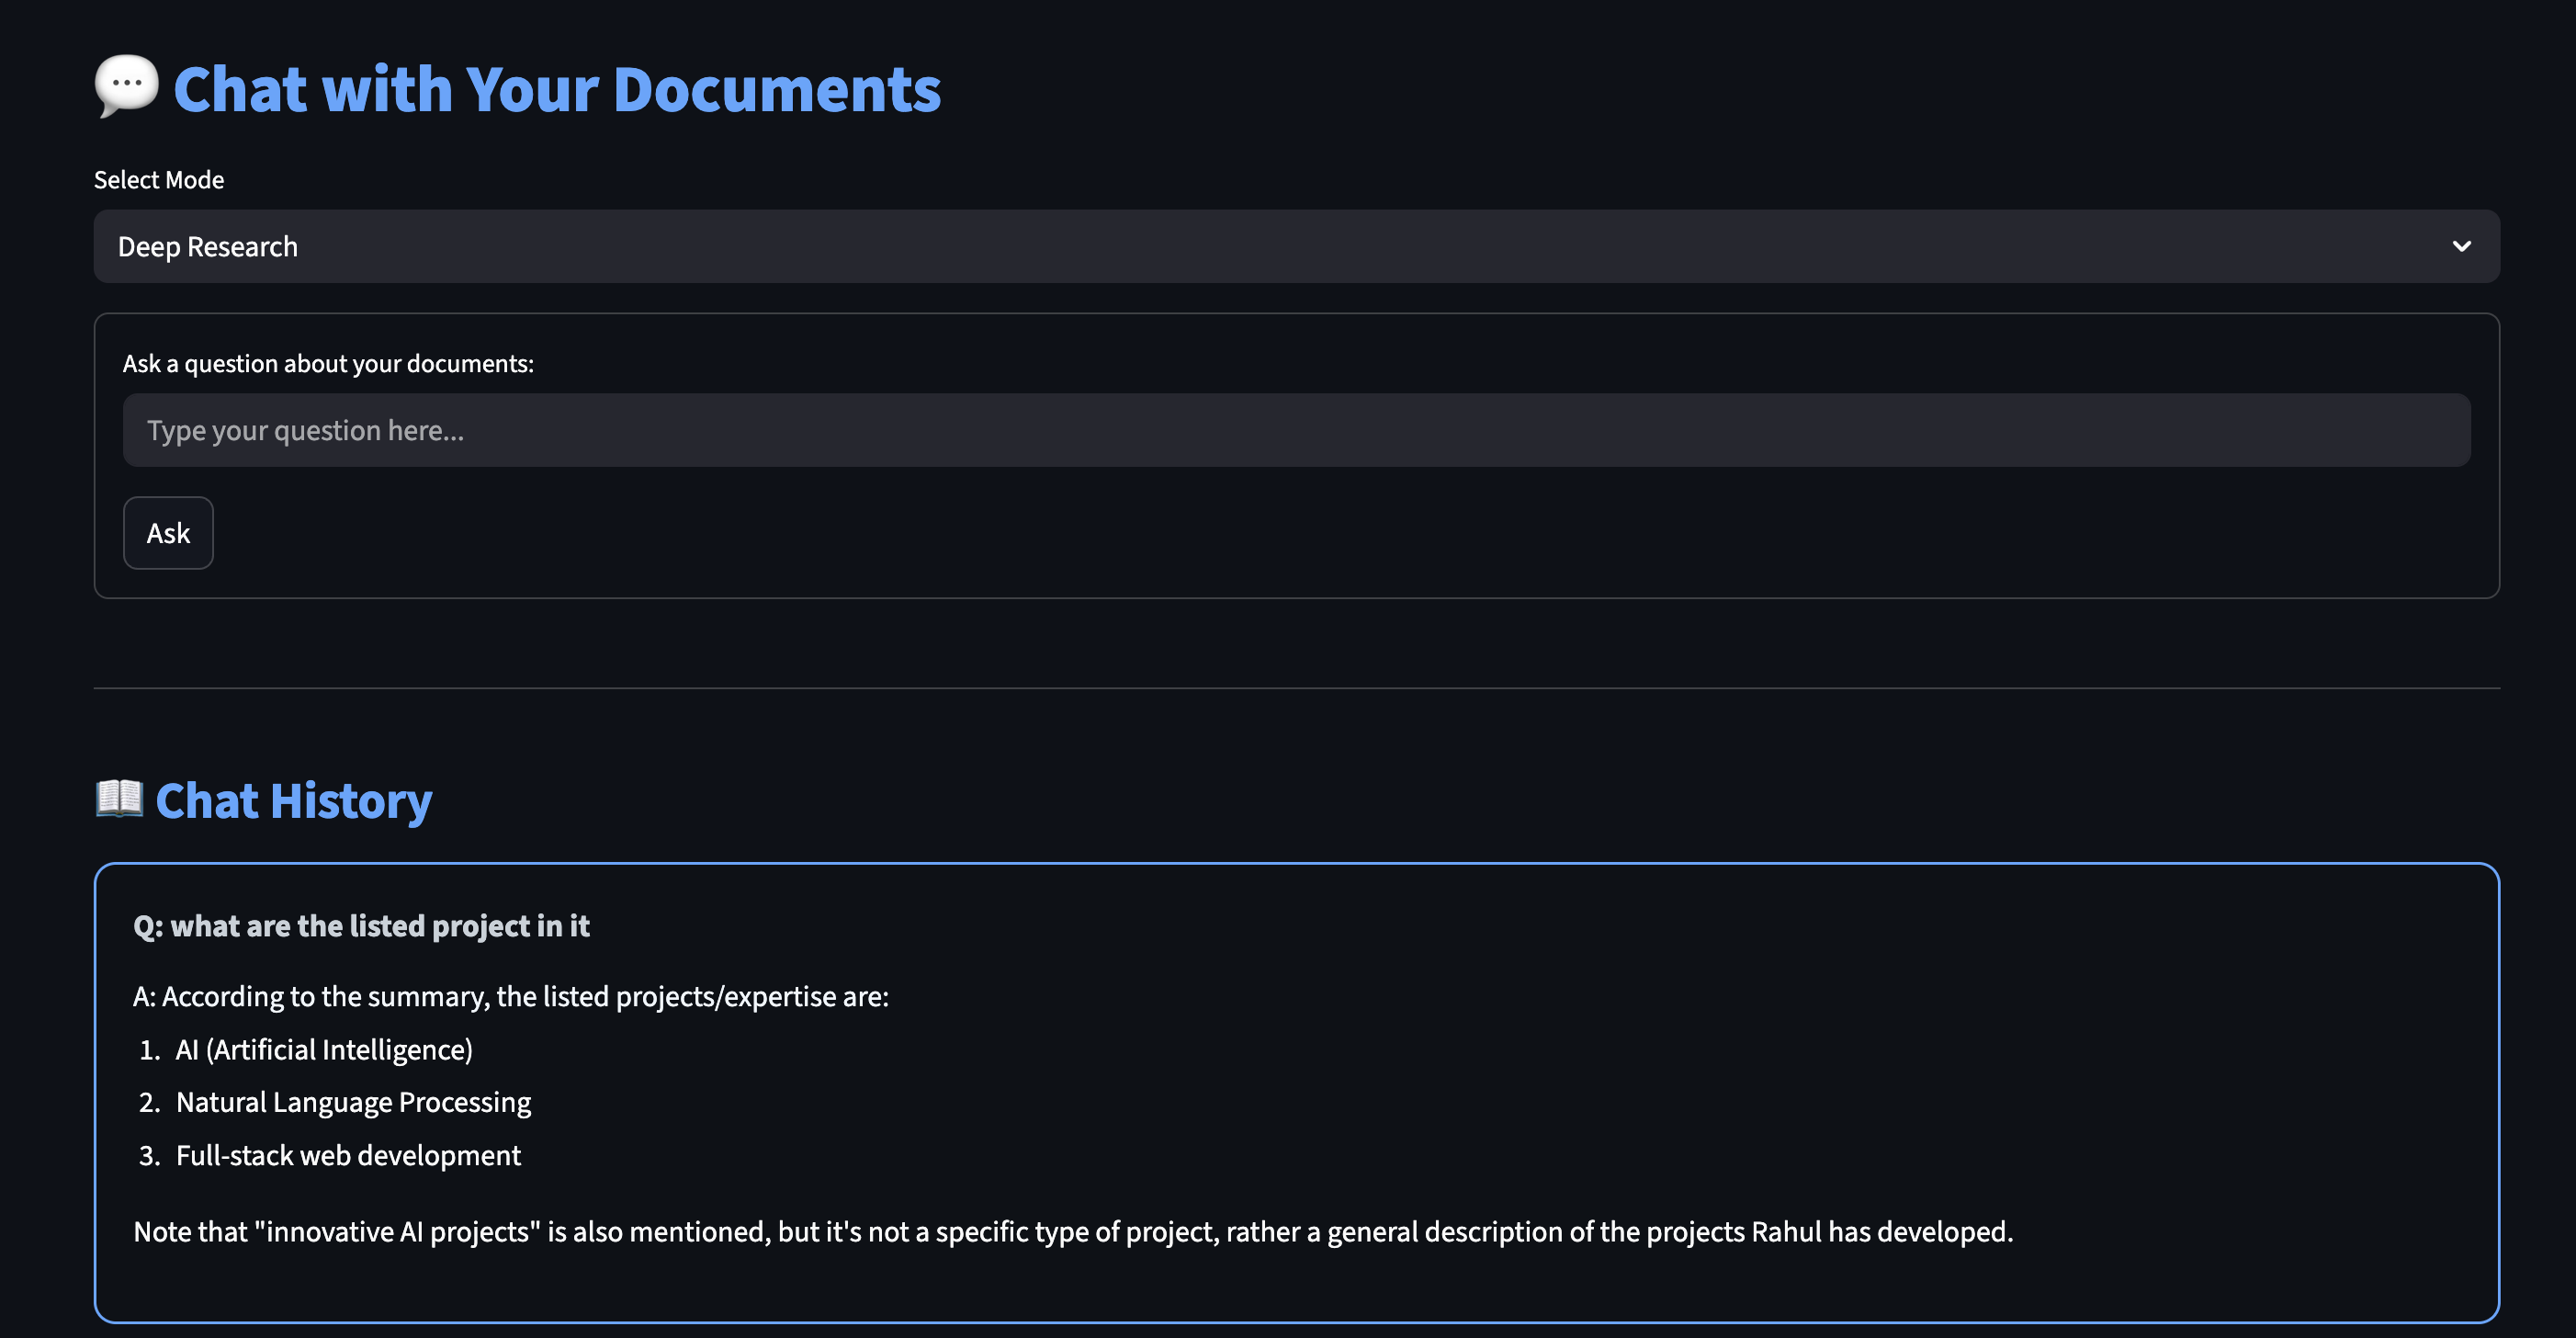 💬 Chat with Your Documents
Select Mode
Deep Research
Ask a question about your documents:
Type your question here...
Ask
📖 Chat History
Q: what are the listed project in it
A: According to the summary, the listed projects/expertise are:
1. AI (Artificial Intelligence)
2. Natural Language Processing
3. Full-stack web development
Note that "innovative AI projects" is also mentioned, but it's not a specific type of project, rather a general description of the projects Rahul has developed.